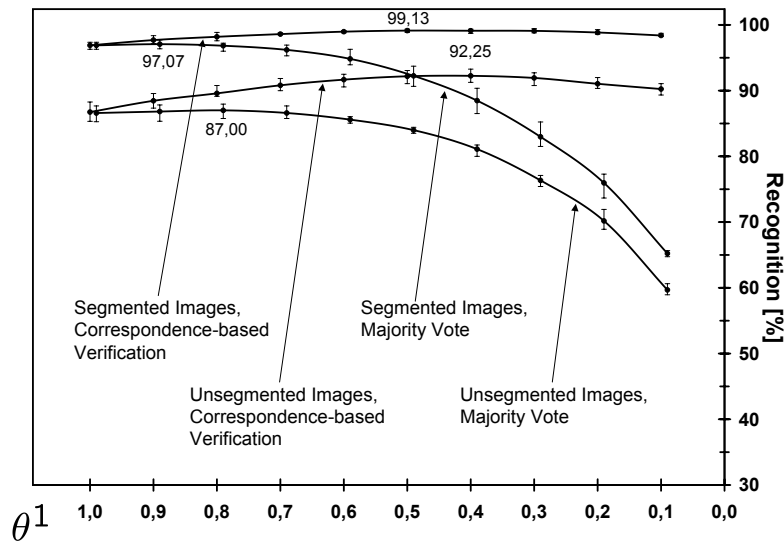 99,13
100
97,07
92,25
90
87,00
80
70
60
50
40
30
Recognition [%]
Segmented Images,
Correspondence-based
Verification
Segmented Images,
Majority Vote
Unsegmented Images,
Correspondence-based
Verification
Unsegmented Images,
Majority Vote
θ¹
1,0 0,9 0,8 0,7 0,6 0,5 0,4 0,3 0,2 0,1 0,0